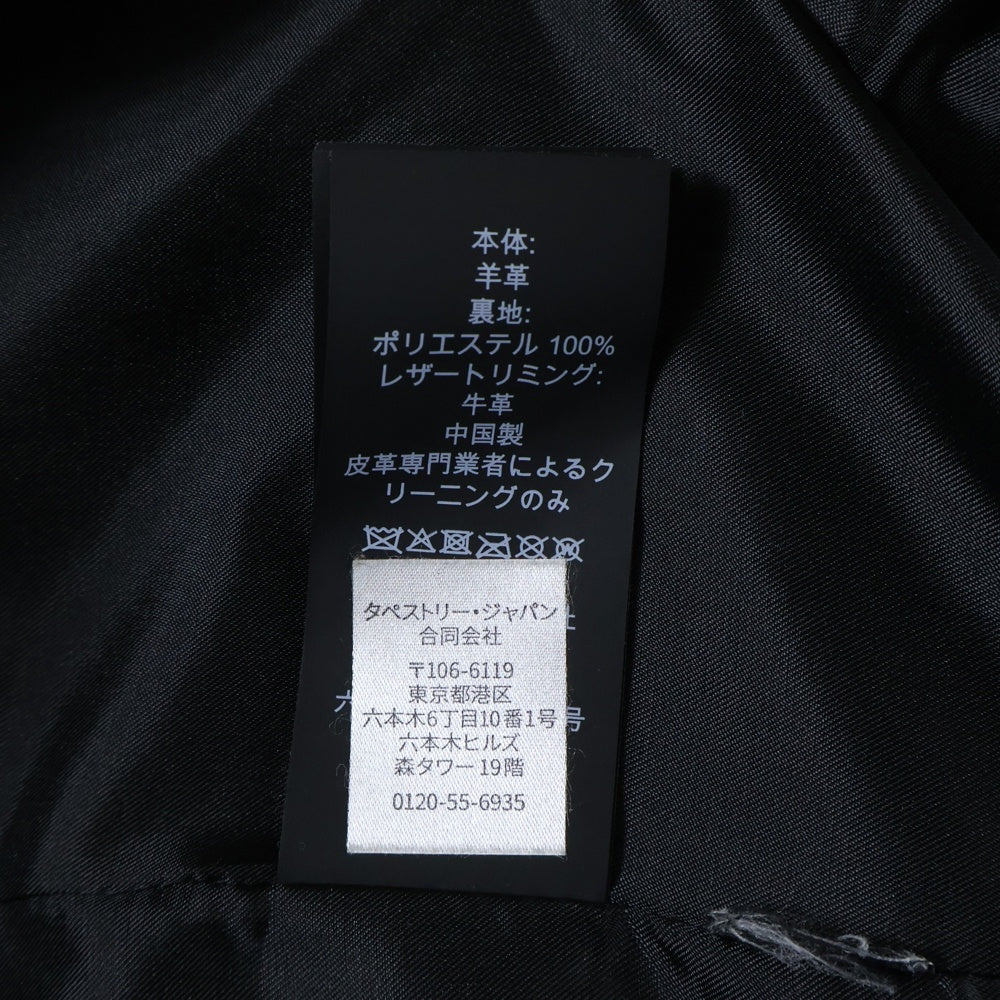 本体:
羊革
裏地:
ポリエステル 100%
レザートリミング:
牛革
中国製
皮革専門業者によるク
リーニングのみ
タペストリー・ジャパン
合同会社
〒106-6119
東京都港区
六本木6丁目10番1号
六本木ヒルズ
森タワー 19階
0120-55-6935
六
号